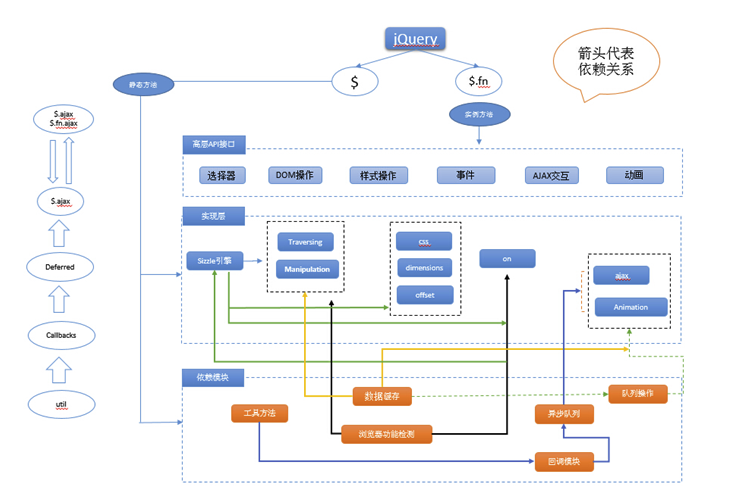 jQuery
箭头代表
依赖关系
静态方法
$
$.fn
实例方法
$.ajax
$.fn.ajax
高层API接口
选择器
DOM操作
样式操作
事件
AJAX交互
动画
$.ajax
实现层
Sizzle引擎
Traversing
Manipulation
css
dimensions
offset
on
ajax
Animation
Deferred
Callbacks
util
依赖模块
数据缓存
队列操作
工具方法
异步队列
浏览器功能检测
回调模块